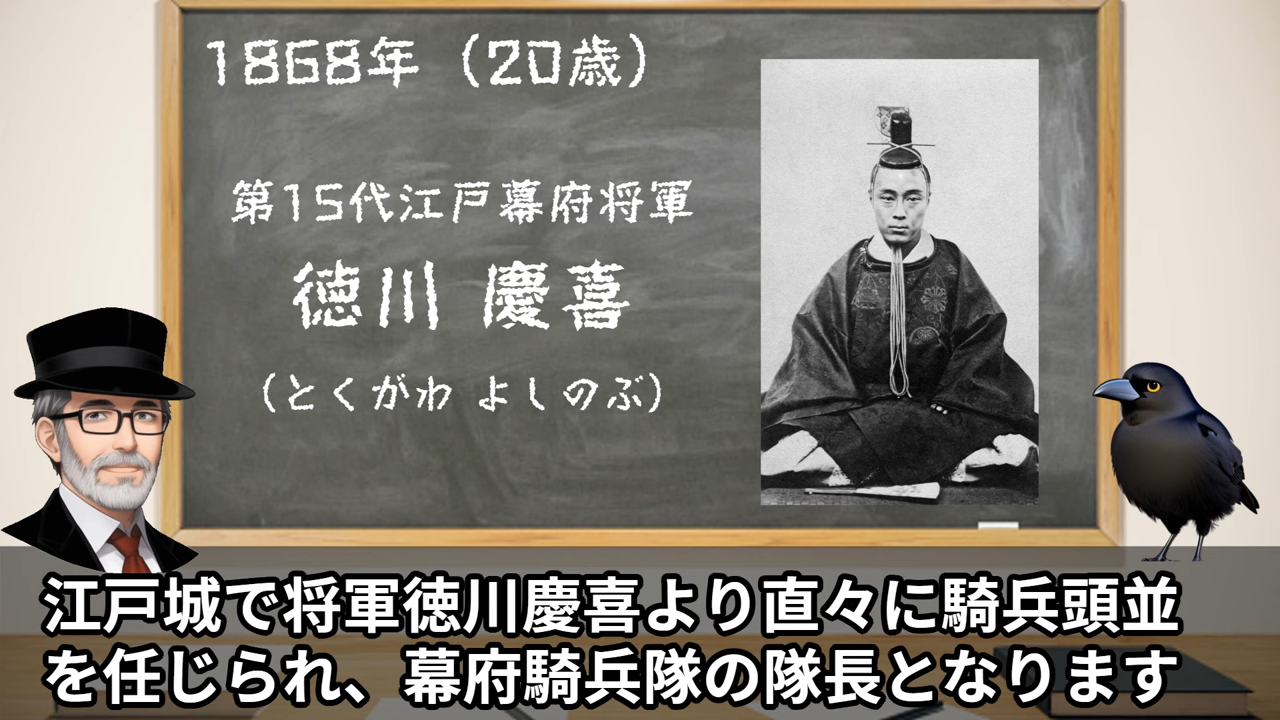 1868年（20歳）
第15代江戸幕府将軍
徳川 慶喜
（とくがわ よしのぶ）
江戸城で将軍徳川慶喜より直々に騎兵頭並
を任じられ、幕府騎兵隊の隊長となります